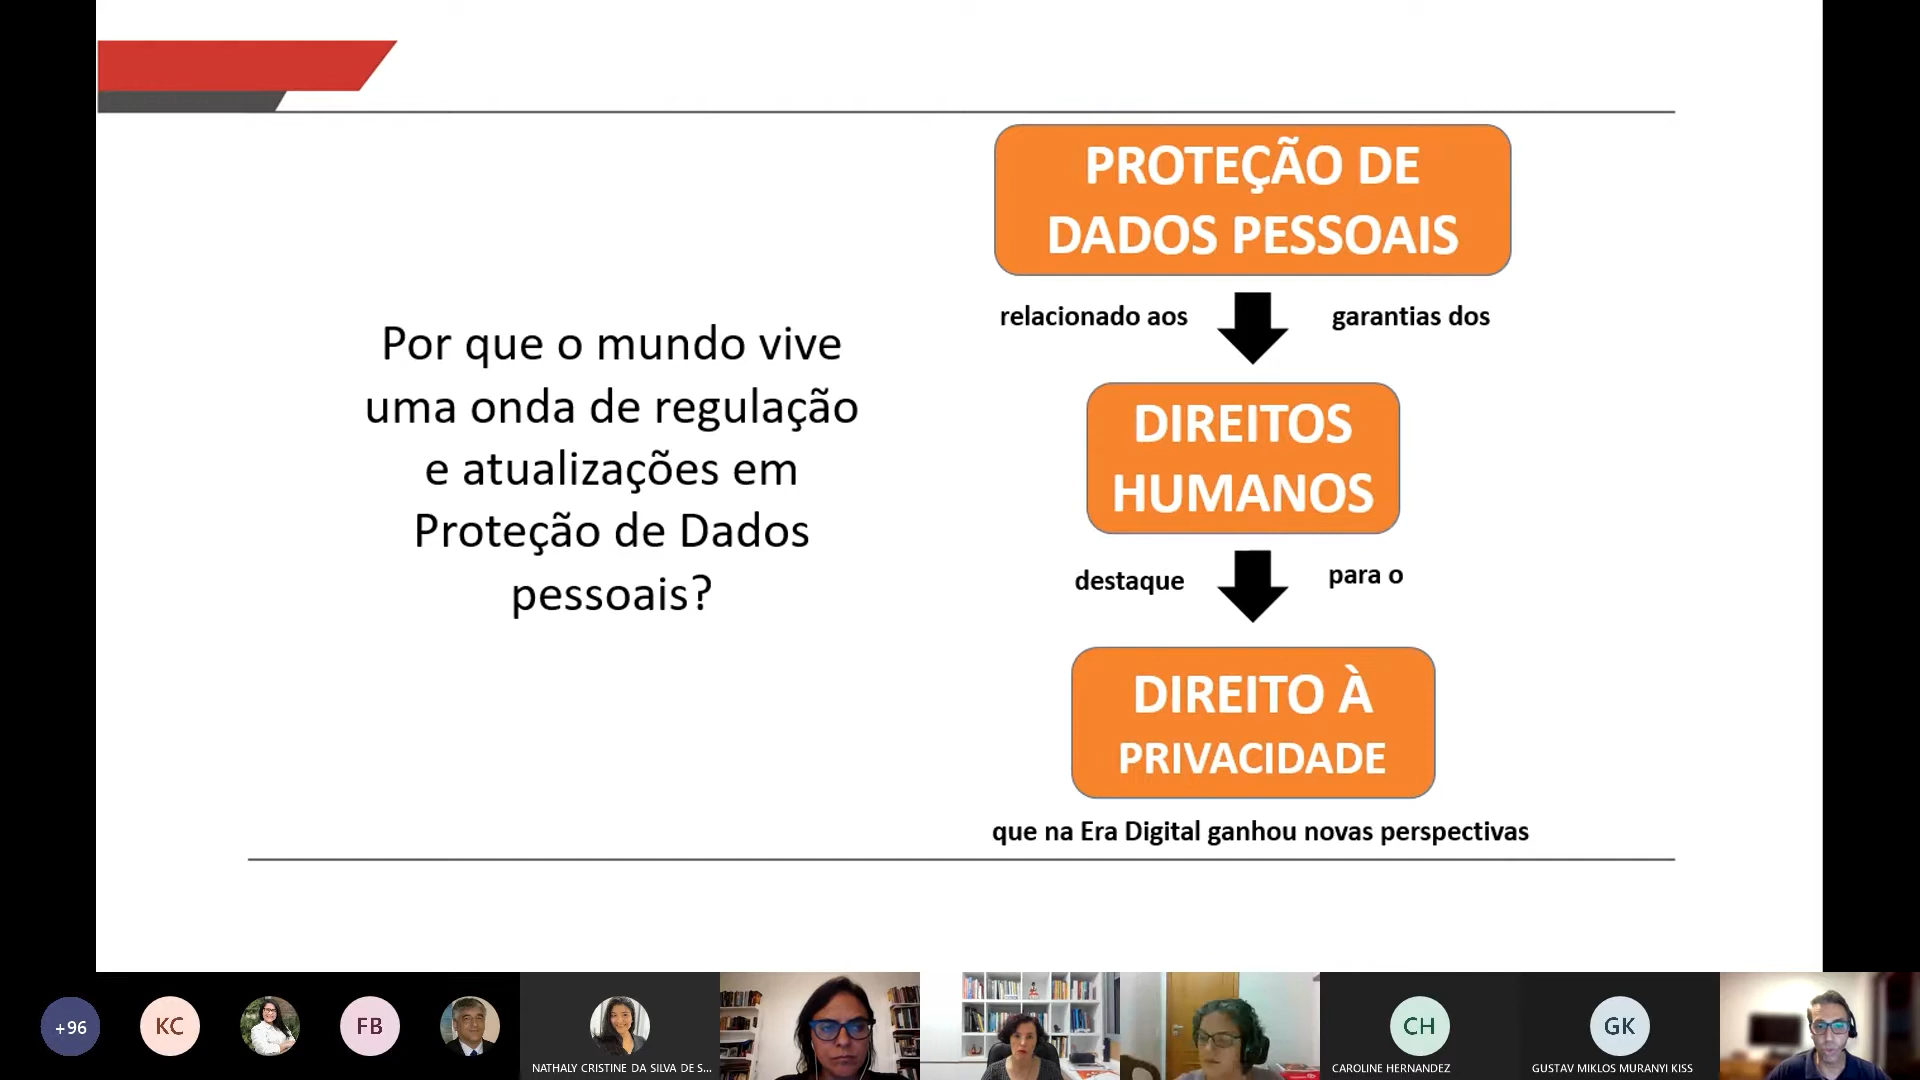 Por que o mundo vive
uma onda de regulação
e atualizações em
Proteção de Dados
pessoais?
PROTEÇÃO DE
DADOS PESSOAIS
relacionado aos garantias dos
DIREITOS
HUMANOS
destaque para o
DIREITO À
PRIVACIDADE
que na Era Digital ganhou novas perspectivas
+96
KC
FB
NATHALY CRISTINE DA SILVA DE S...
CH
CAROLINE HERNANDEZ
GK
GUSTAV MIKLOS MURANYI KISS